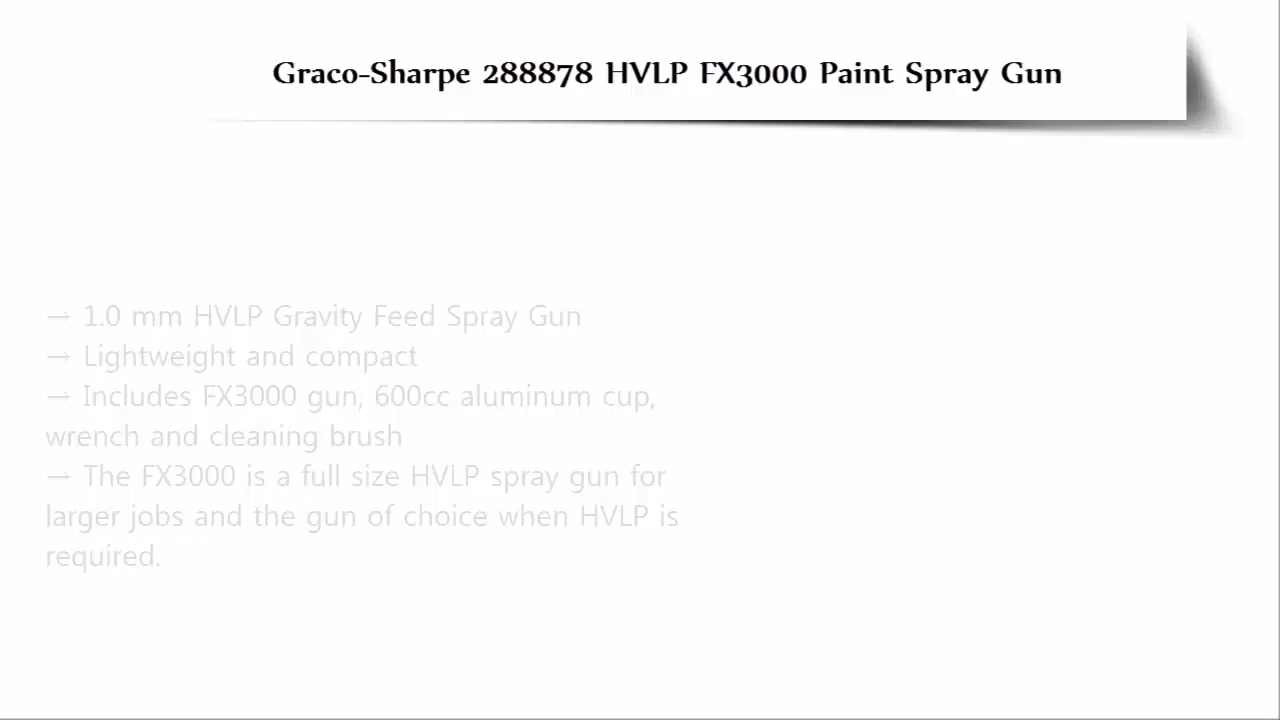 Graco-Sharpe 288878 HVLP FX3000 Paint Spray Gun
→ 1.0 mm HVLP Gravity Feed Spray Gun
→ Lightweight and compact
→ Includes FX3000 gun, 600cc aluminum cup,
wrench and cleaning brush
→ The FX3000 is a full size HVLP spray gun for
larger jobs and the gun of choice when HVLP is
required.